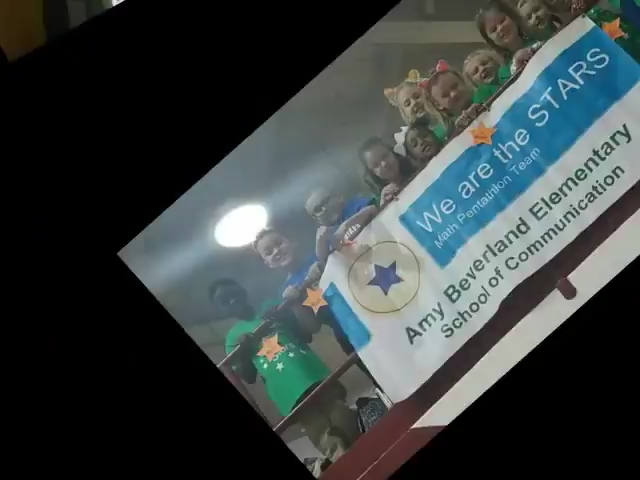 We are the STARS
Math Pentathlon Team
Amy Beverland Elementary
School of Communication